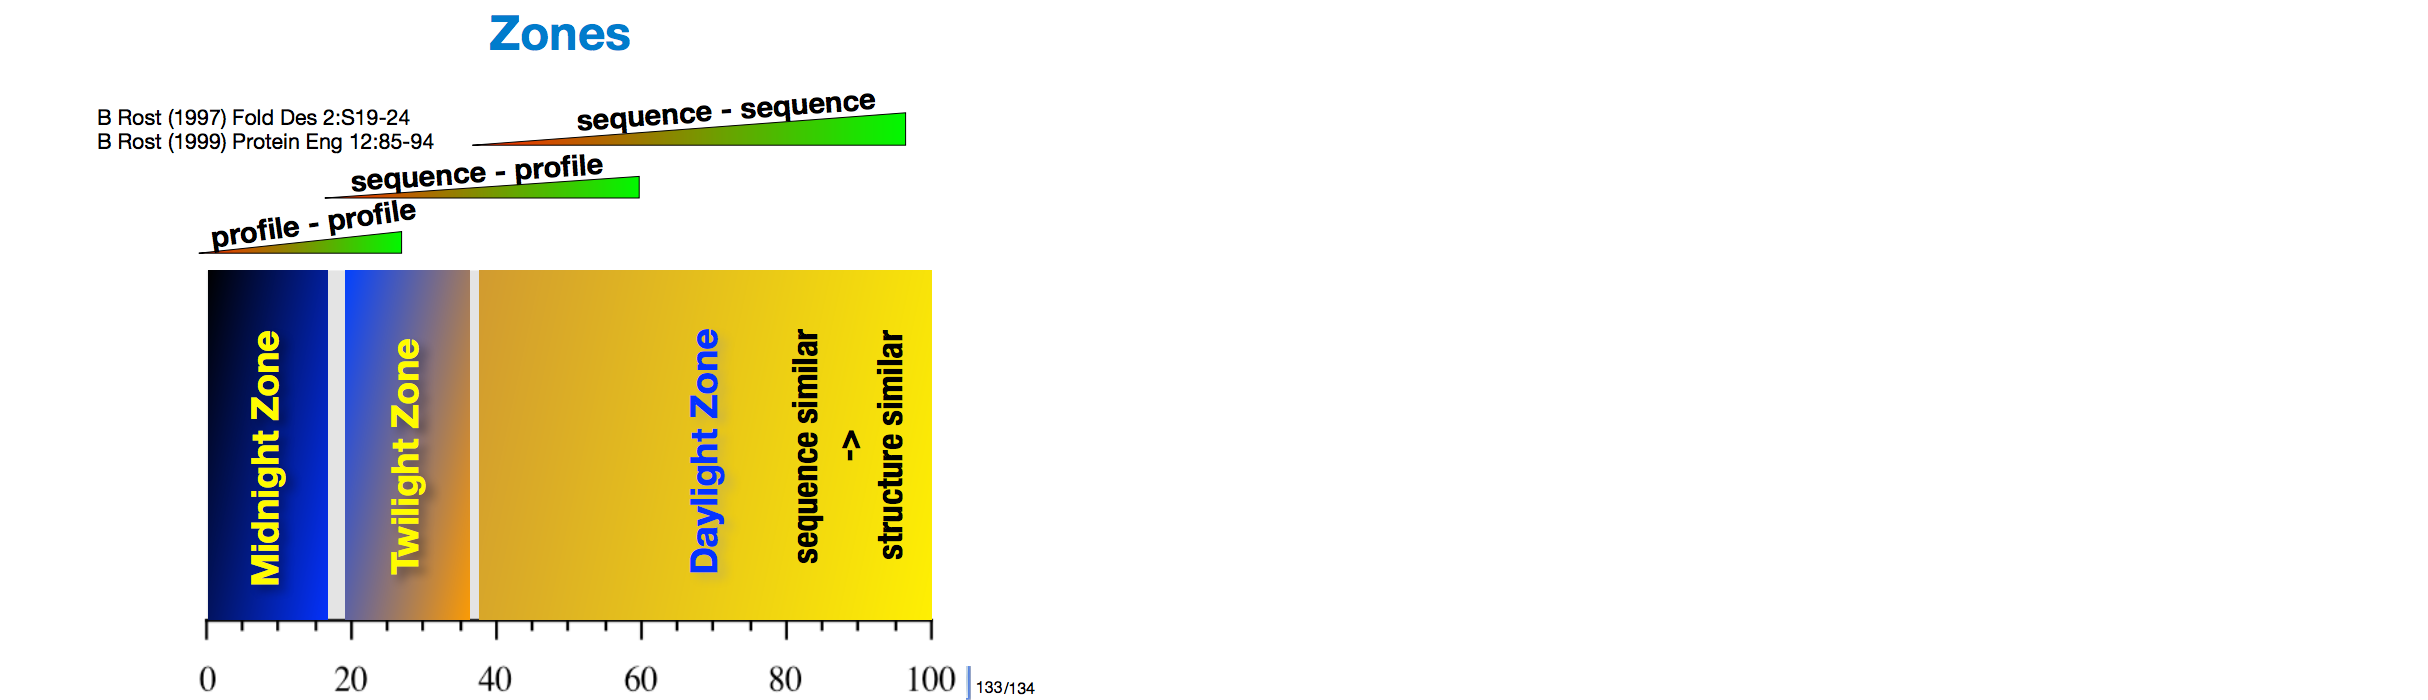 Zones
B Rost (1997) Fold Des 2:S19-24
B Rost (1999) Protein Eng 12:85-94
sequence - sequence
sequence - profile
profile - profile
Midnight Zone
Twilight Zone
Daylight Zone
sequence similar
->
structure similar
0 20 40 60 80 100
133/134